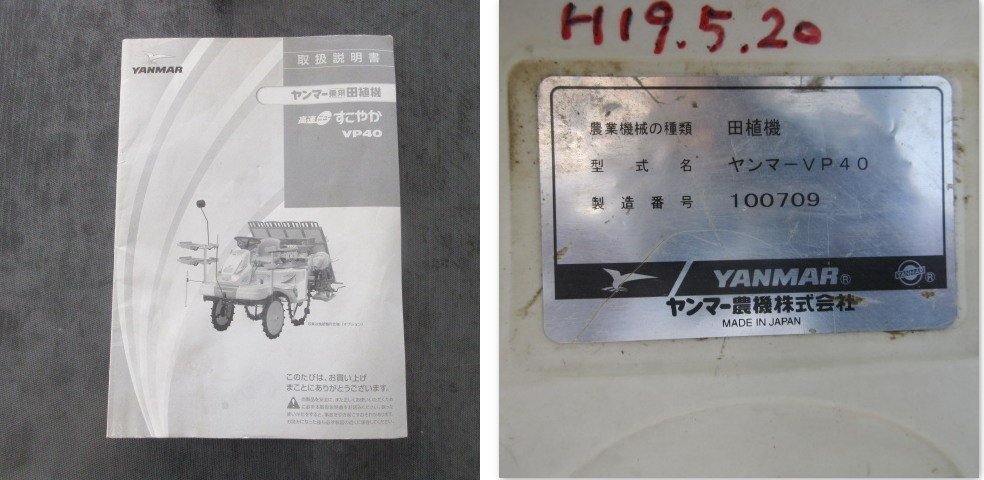 YANMAR
取扱説明書
ヤンマー乗用田植機
すこやか
VP40
このたびは、お買い上げ
まことにありがとうございます。
H19.5.20
農業機械の種類 田植機
型式名 ヤンマーVP40
製造番号 100709
YANMAR®
®
ヤンマー農機株式会社
MADE IN JAPAN